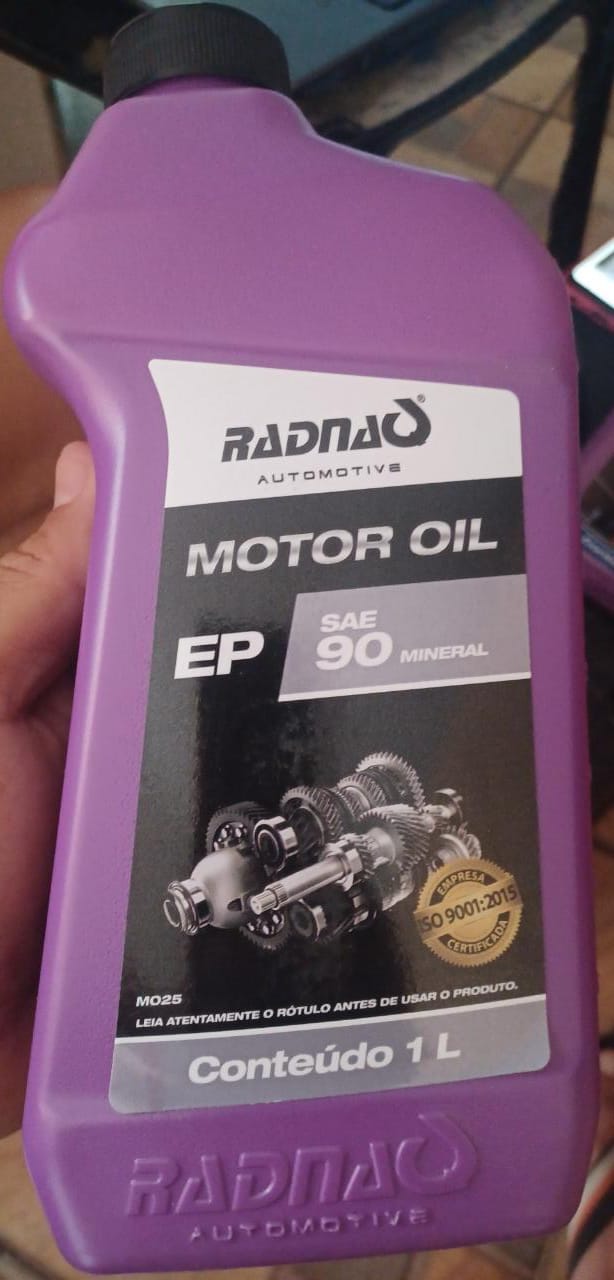 RADNAQ®
AUTOMOTIVE
MOTOR OIL
EP
SAE
90 MINERAL
EMPRESA
ISO 9001:2015
CERTIFICADA
MO25
LEIA ATENTAMENTE O RÓTULO ANTES DE USAR O PRODUTO.
Conteúdo 1 L
RADNAQ
AUTOMOTIVE